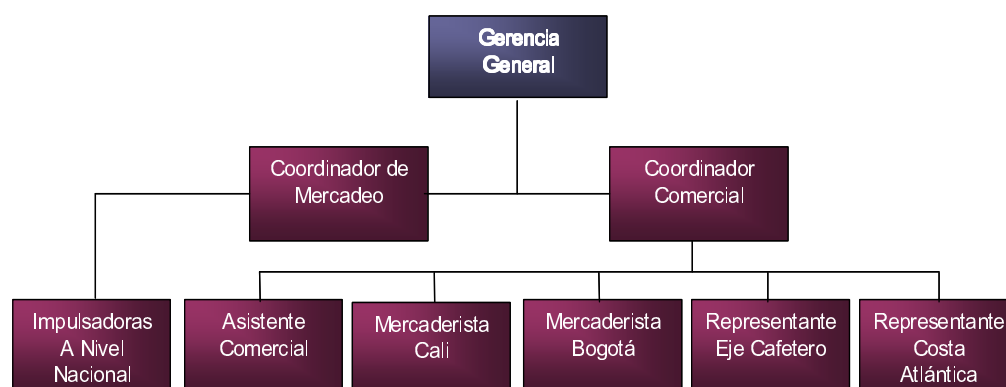 Gerencia
General
Coordinador de
Mercadeo
Coordinador
Comercial
Impulsadoras
A Nivel
Nacional
Asistente
Comercial
Mercaderista
Cali
Mercaderista
Bogotá
Representante
Eje Cafetero
Representante
Costa
Atlántica